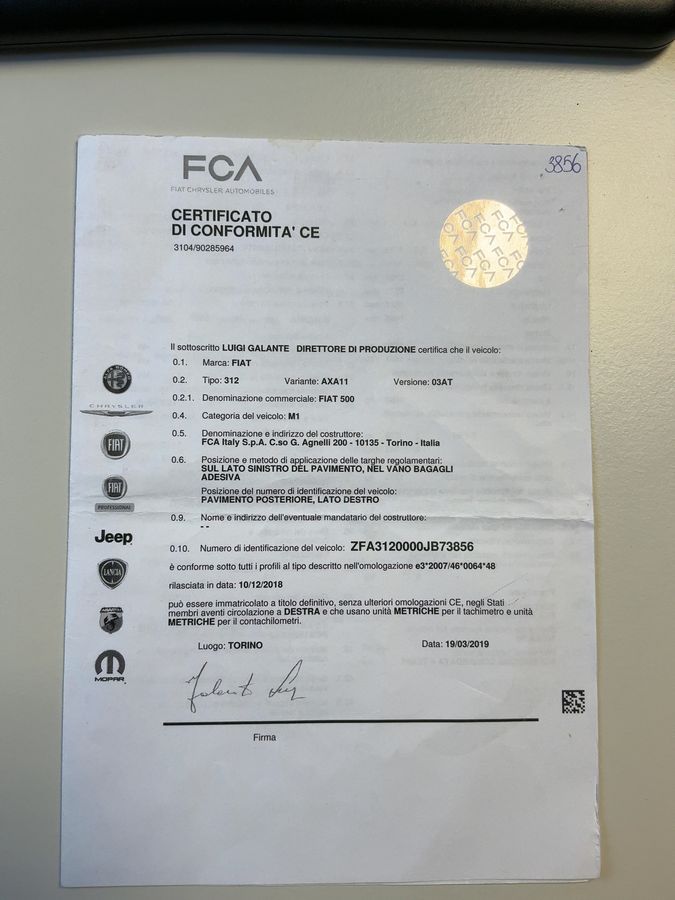 FCA
FIAT CHRYSLER AUTOMOBILES
3856
CERTIFICATO
DI CONFORMITA' CE
3104/90285964
FCA FCA FCA
Il sottoscritto LUIGI GALANTE DIRETTORE DI PRODUZIONE certifica che il veicolo:
0.1. Marca: FIAT
0.2. Tipo: 312 Variante: AXA11 Versione: 03AT
0.2.1. Denominazione commerciale: FIAT 500
0.4. Categoria del veicolo: M1
0.5. Denominazione e indirizzo del costruttore:
FCA Italy S.p.A. C.so G. Agnelli 200 - 10135 - Torino - Italia
0.6. Posizione e metodo di applicazione delle targhe regolamentari:
SUL LATO SINISTRO DEL PAVIMENTO, NEL VANO BAGAGLI
ADESIVA
Posizione del numero di identificazione del veicolo:
PAVIMENTO POSTERIORE, LATO DESTRO
0.9. Nome e indirizzo dell'eventuale mandatario del costruttore:
- -
0.10. Numero di identificazione del veicolo: ZFA3120000JB73856
è conforme sotto tutti i profili al tipo descritto nell'omologazione e3*2007/46*0064*48
rilasciata in data: 10/12/2018
può essere immatricolato a titolo definitivo, senza ulteriori omologazioni CE, negli Stati
membri aventi circolazione a DESTRA e che usano unità METRICHE per il tachimetro e unità
METRICHE per il contachilometri.
Luogo: TORINO Data: 19/03/2019
Firma
ALFA ROMEO
CHRYSLER
FIAT
FIAT
PROFESSIONAL
Jeep
LANCIA
ABARTH
MOPAR